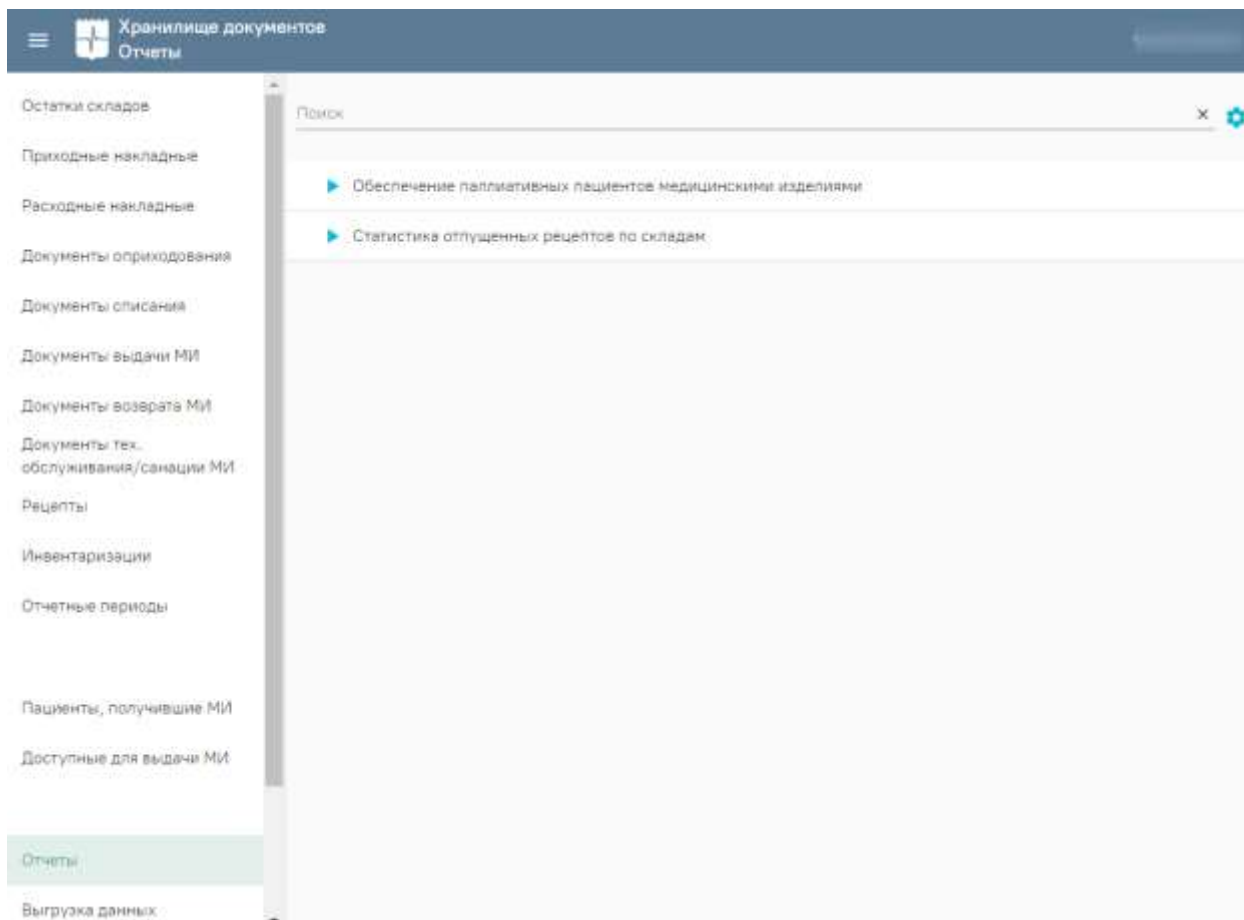 Хранилище документов
Отчеты
Остатки складов
Приходные накладные
Расходные накладные
Документы оприходования
Документы списания
Документы выдачи МИ
Документы возврата МИ
Документы тех.
обслуживания/санации МИ
Рецепты
Инвентаризации
Отчетные периоды
Пациенты, получившие МИ
Доступные для выдачи МИ
Отчеты
Выгрузка данных
Поиск
Обеспечение паллиативных пациентов медицинскими изделиями
Статистика отпущенных рецептов по складам